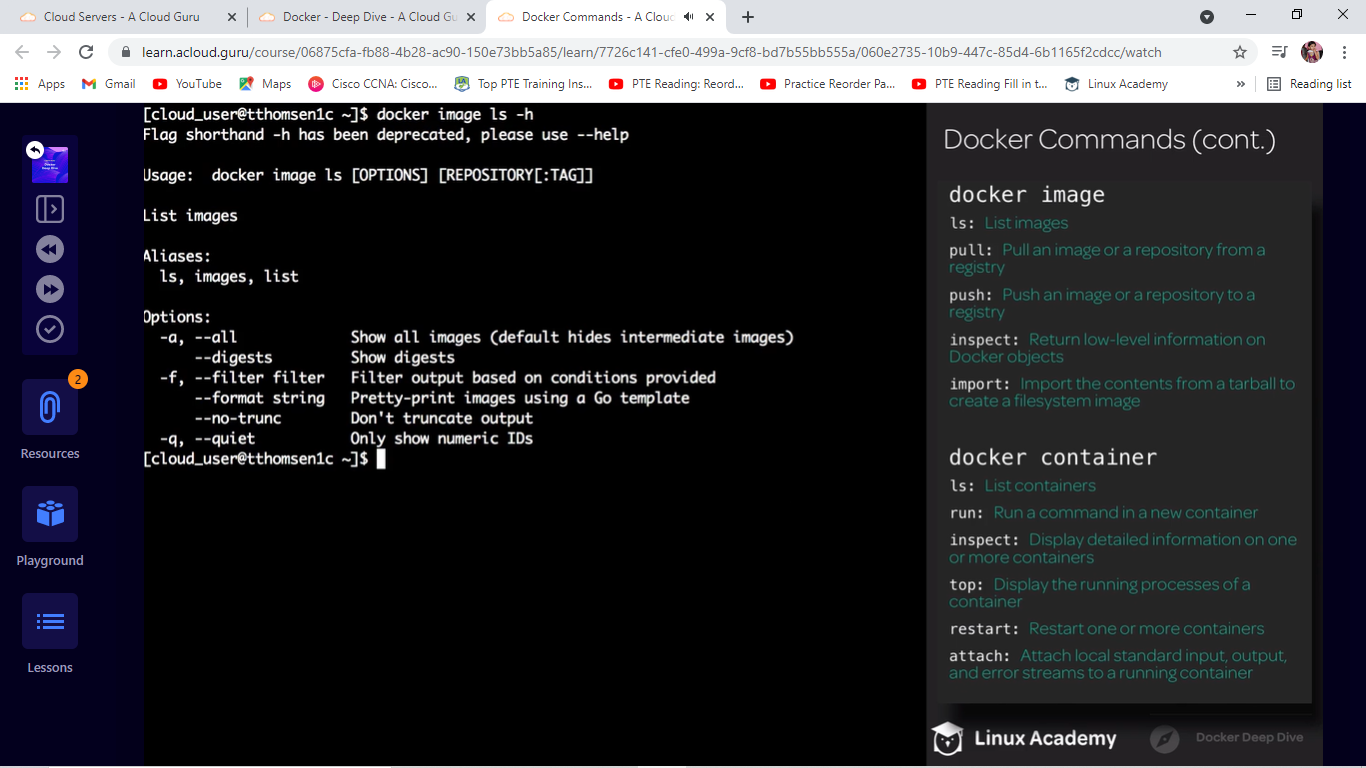 Cloud Servers - A Cloud Guru
Docker - Deep Dive - A Cloud Gu
Docker Commands - A Cloud
learn.acloud.guru/course/06875cfa-fb88-4b28-ac90-150e73bb5a85/learn/7726c141-cfe0-499a-9cf8-bd7b55bb555a/060e2735-10b9-447c-85d4-6b1165f2cdcc/watch
Apps
Gmail
YouTube
Maps
Cisco CCNA: Cisco...
Top PTE Training Ins...
PTE Reading: Reord...
Practice Reorder Pa...
PTE Reading Fill in t...
Linux Academy
»
Reading list
Docker
Deep Dive
2
Resources
Playground
Lessons
[cloud_user@tthomsen1c ~]$ docker image ls -h
Flag shorthand -h has been deprecated, please use --help
Usage:  docker image ls [OPTIONS] [REPOSITORY[:TAG]]
List images
Aliases:
  ls, images, list
Options:
  -a, --all             Show all images (default hides intermediate images)
      --digests         Show digests
  -f, --filter filter   Filter output based on conditions provided
      --format string   Pretty-print images using a Go template
      --no-trunc        Don't truncate output
  -q, --quiet           Only show numeric IDs
[cloud_user@tthomsen1c ~]$
Docker Commands (cont.)
docker image
ls: List images
pull: Pull an image or a repository from a
registry
push: Push an image or a repository to a
registry
inspect: Return low-level information on
Docker objects
import: Import the contents from a tarball to
create a filesystem image
docker container
ls: List containers
run: Run a command in a new container
inspect: Display detailed information on one
or more containers
top: Display the running processes of a
container
restart: Restart one or more containers
attach: Attach local standard input, output,
and error streams to a running container
Linux Academy
Docker Deep Dive